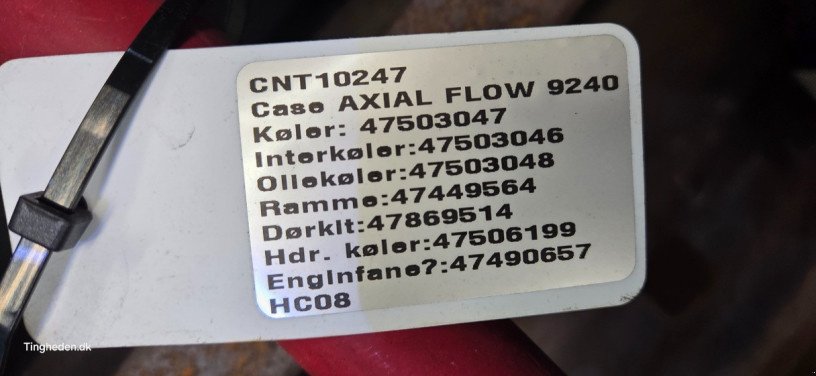 CNT10247
Case AXIAL FLOW 9240
Køler: 47503047
Interkøler:47503046
Oliekøler:47503048
Ramme:47449564
Dørkit:47869514
Hdr. køler:47506199
Enginfane?:47490657
HC08
Tingheden.dk